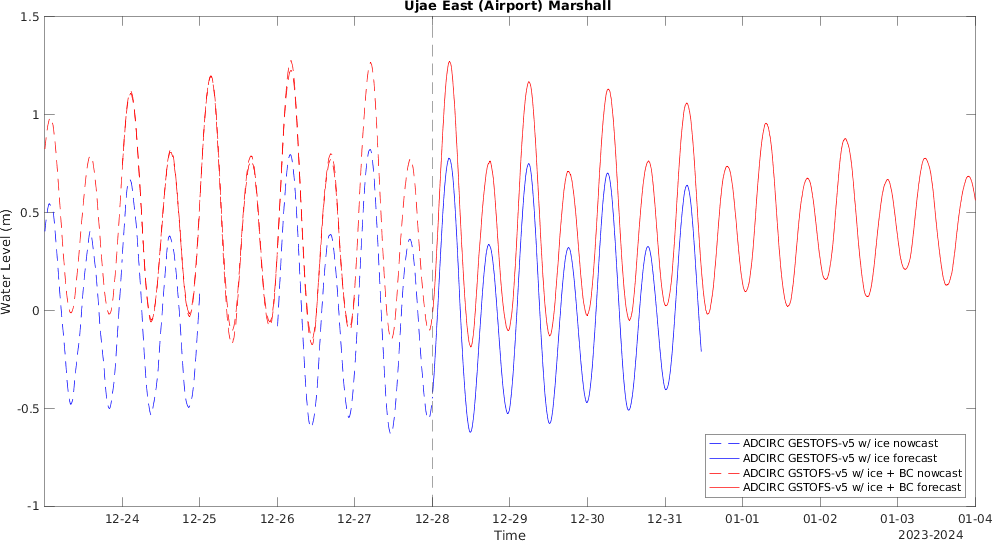 Ujae East (Airport) Marshall
1.5
1
0.5
0
-0.5
-1
Water Level (m)
12-24 12-25 12-26 12-27 12-28 12-29 12-30 12-31 01-01 01-02 01-03 01-04
Time
2023-2024
ADCIRC GESTOFS-v5 w/ ice nowcast
ADCIRC GESTOFS-v5 w/ ice forecast
ADCIRC GSTOFS-v5 w/ ice + BC nowcast
ADCIRC GSTOFS-v5 w/ ice + BC forecast